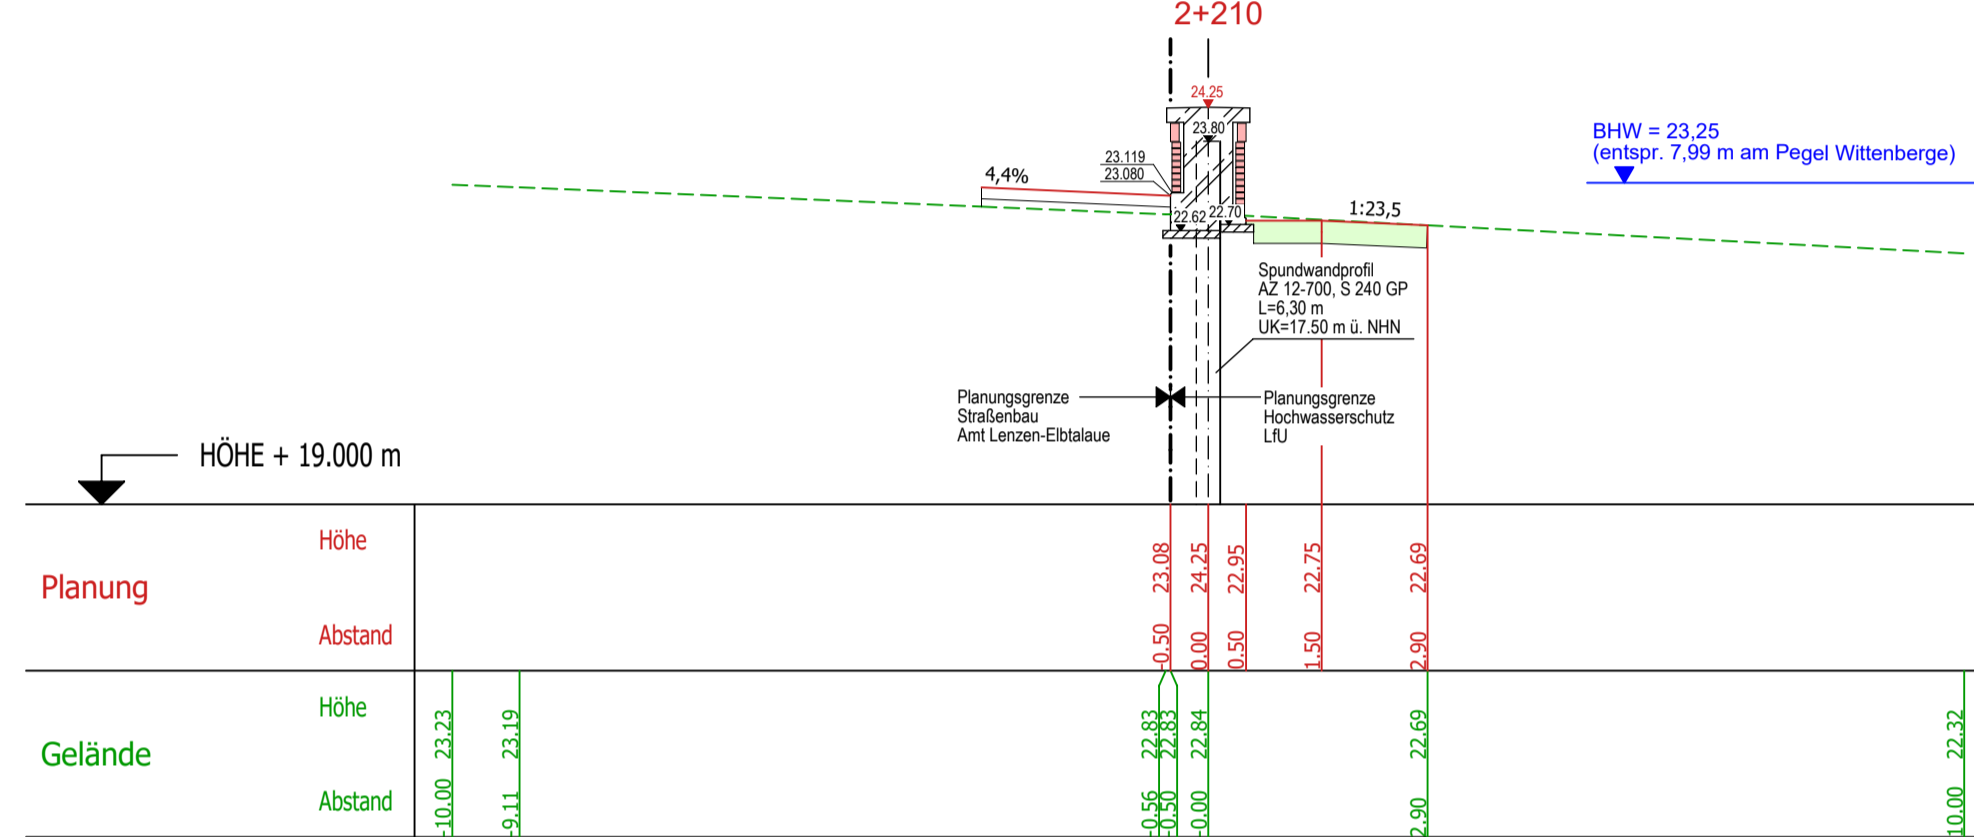 2+210
24.25
23.80
BHW = 23,25
(entspr. 7,99 m am Pegel Wittenberge)
23.119
23.080
4,4%
22.62
22.70
1:23,5
Spundwandprofil
AZ 12-700, S 240 GP
L=6,30 m
UK=17.50 m ü. NHN
Planungsgrenze
Straßenbau
Amt Lenzen-Elbtalaue
Planungsgrenze
Hochwasserschutz
LfU
HÖHE + 19.000 m
Planung
Höhe
23.08
24.25
22.95
22.75
22.69
Abstand
-0.50
0.00
0.50
1.50
2.90
Gelände
Höhe
23.23
23.19
22.83
22.83
22.84
22.69
22.32
Abstand
-10.00
-9.11
-0.56
-0.50
-0.00
2.90
10.00